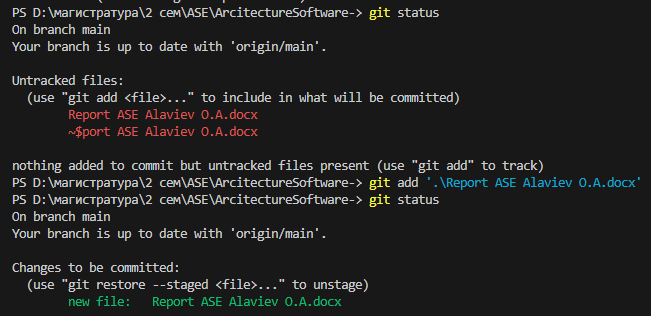 PS D:\магистратура\2 сем\ASE\ArcitectureSoftware-> git status
On branch main
Your branch is up to date with 'origin/main'.
Untracked files:
(use "git add <file>..." to include in what will be committed)
Report ASE Alaviev O.A.docx
~$port ASE Alaviev O.A.docx
nothing added to commit but untracked files present (use "git add" to track)
PS D:\магистратура\2 сем\ASE\ArcitectureSoftware-> git add '.\Report ASE Alaviev O.A.docx'
PS D:\магистратура\2 сем\ASE\ArcitectureSoftware-> git status
On branch main
Your branch is up to date with 'origin/main'.
Changes to be committed:
(use "git restore --staged <file>..." to unstage)
new file:   Report ASE Alaviev O.A.docx